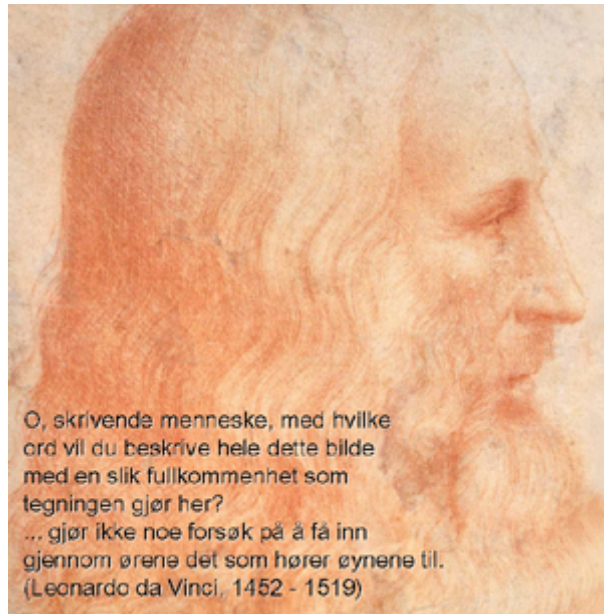 O, skrivende menneske, med hvilke
ord vil du beskrive hele dette bilde
med en slik fullkommenhet som
tegningen gjør her?
... gjør ikke noe forsøk på å få inn
gjennom ørene det som hører øynene til.
(Leonardo da Vinci, 1452 - 1519)